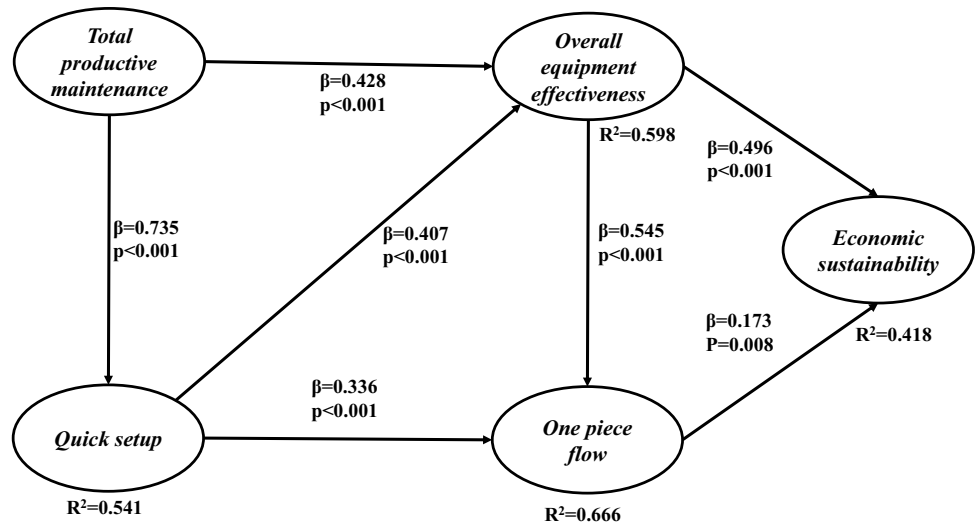 Total
productive
maintenance
Overall
equipment
effectiveness
β=0.428
p<0.001
R²=0.598
β=0.496
p<0.001
β=0.735
p<0.001
β=0.407
p<0.001
β=0.545
p<0.001
Economic
sustainability
β=0.173
P=0.008
R²=0.418
β=0.336
p<0.001
Quick setup
One piece
flow
R²=0.541
R²=0.666